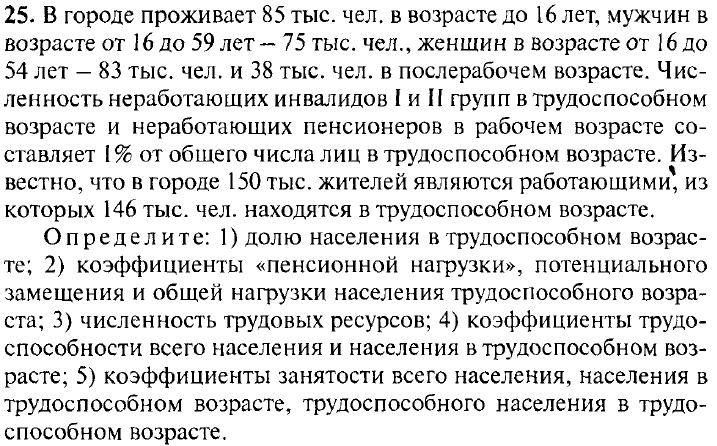 25. В городе проживает 85 тыс. чел. в возрасте до 16 лет, мужчин в
возрасте от 16 до 59 лет – 75 тыс. чел., женщин в возрасте от 16 до
54 лет – 83 тыс. чел. и 38 тыс. чел. в послерабочем возрасте. Чис-
ленность неработающих инвалидов I и II групп в трудоспособном
возрасте и неработающих пенсионеров в рабочем возрасте со-
ставляет 1% от общего числа лиц в трудоспособном возрасте. Из-
вестно, что в городе 150 тыс. жителей являются работающими, из
которых 146 тыс. чел. находятся в трудоспособном возрасте.
Определите: 1) долю населения в трудоспособном возрас-
те; 2) коэффициенты «пенсионной нагрузки», потенциального
замещения и общей нагрузки населения трудоспособного возра-
ста; 3) численность трудовых ресурсов; 4) коэффициенты трудо-
способности всего населения и населения в трудоспособном воз-
расте; 5) коэффициенты занятости всего населения, населения в
трудоспособном возрасте, трудоспособного населения в трудо-
способном возрасте.